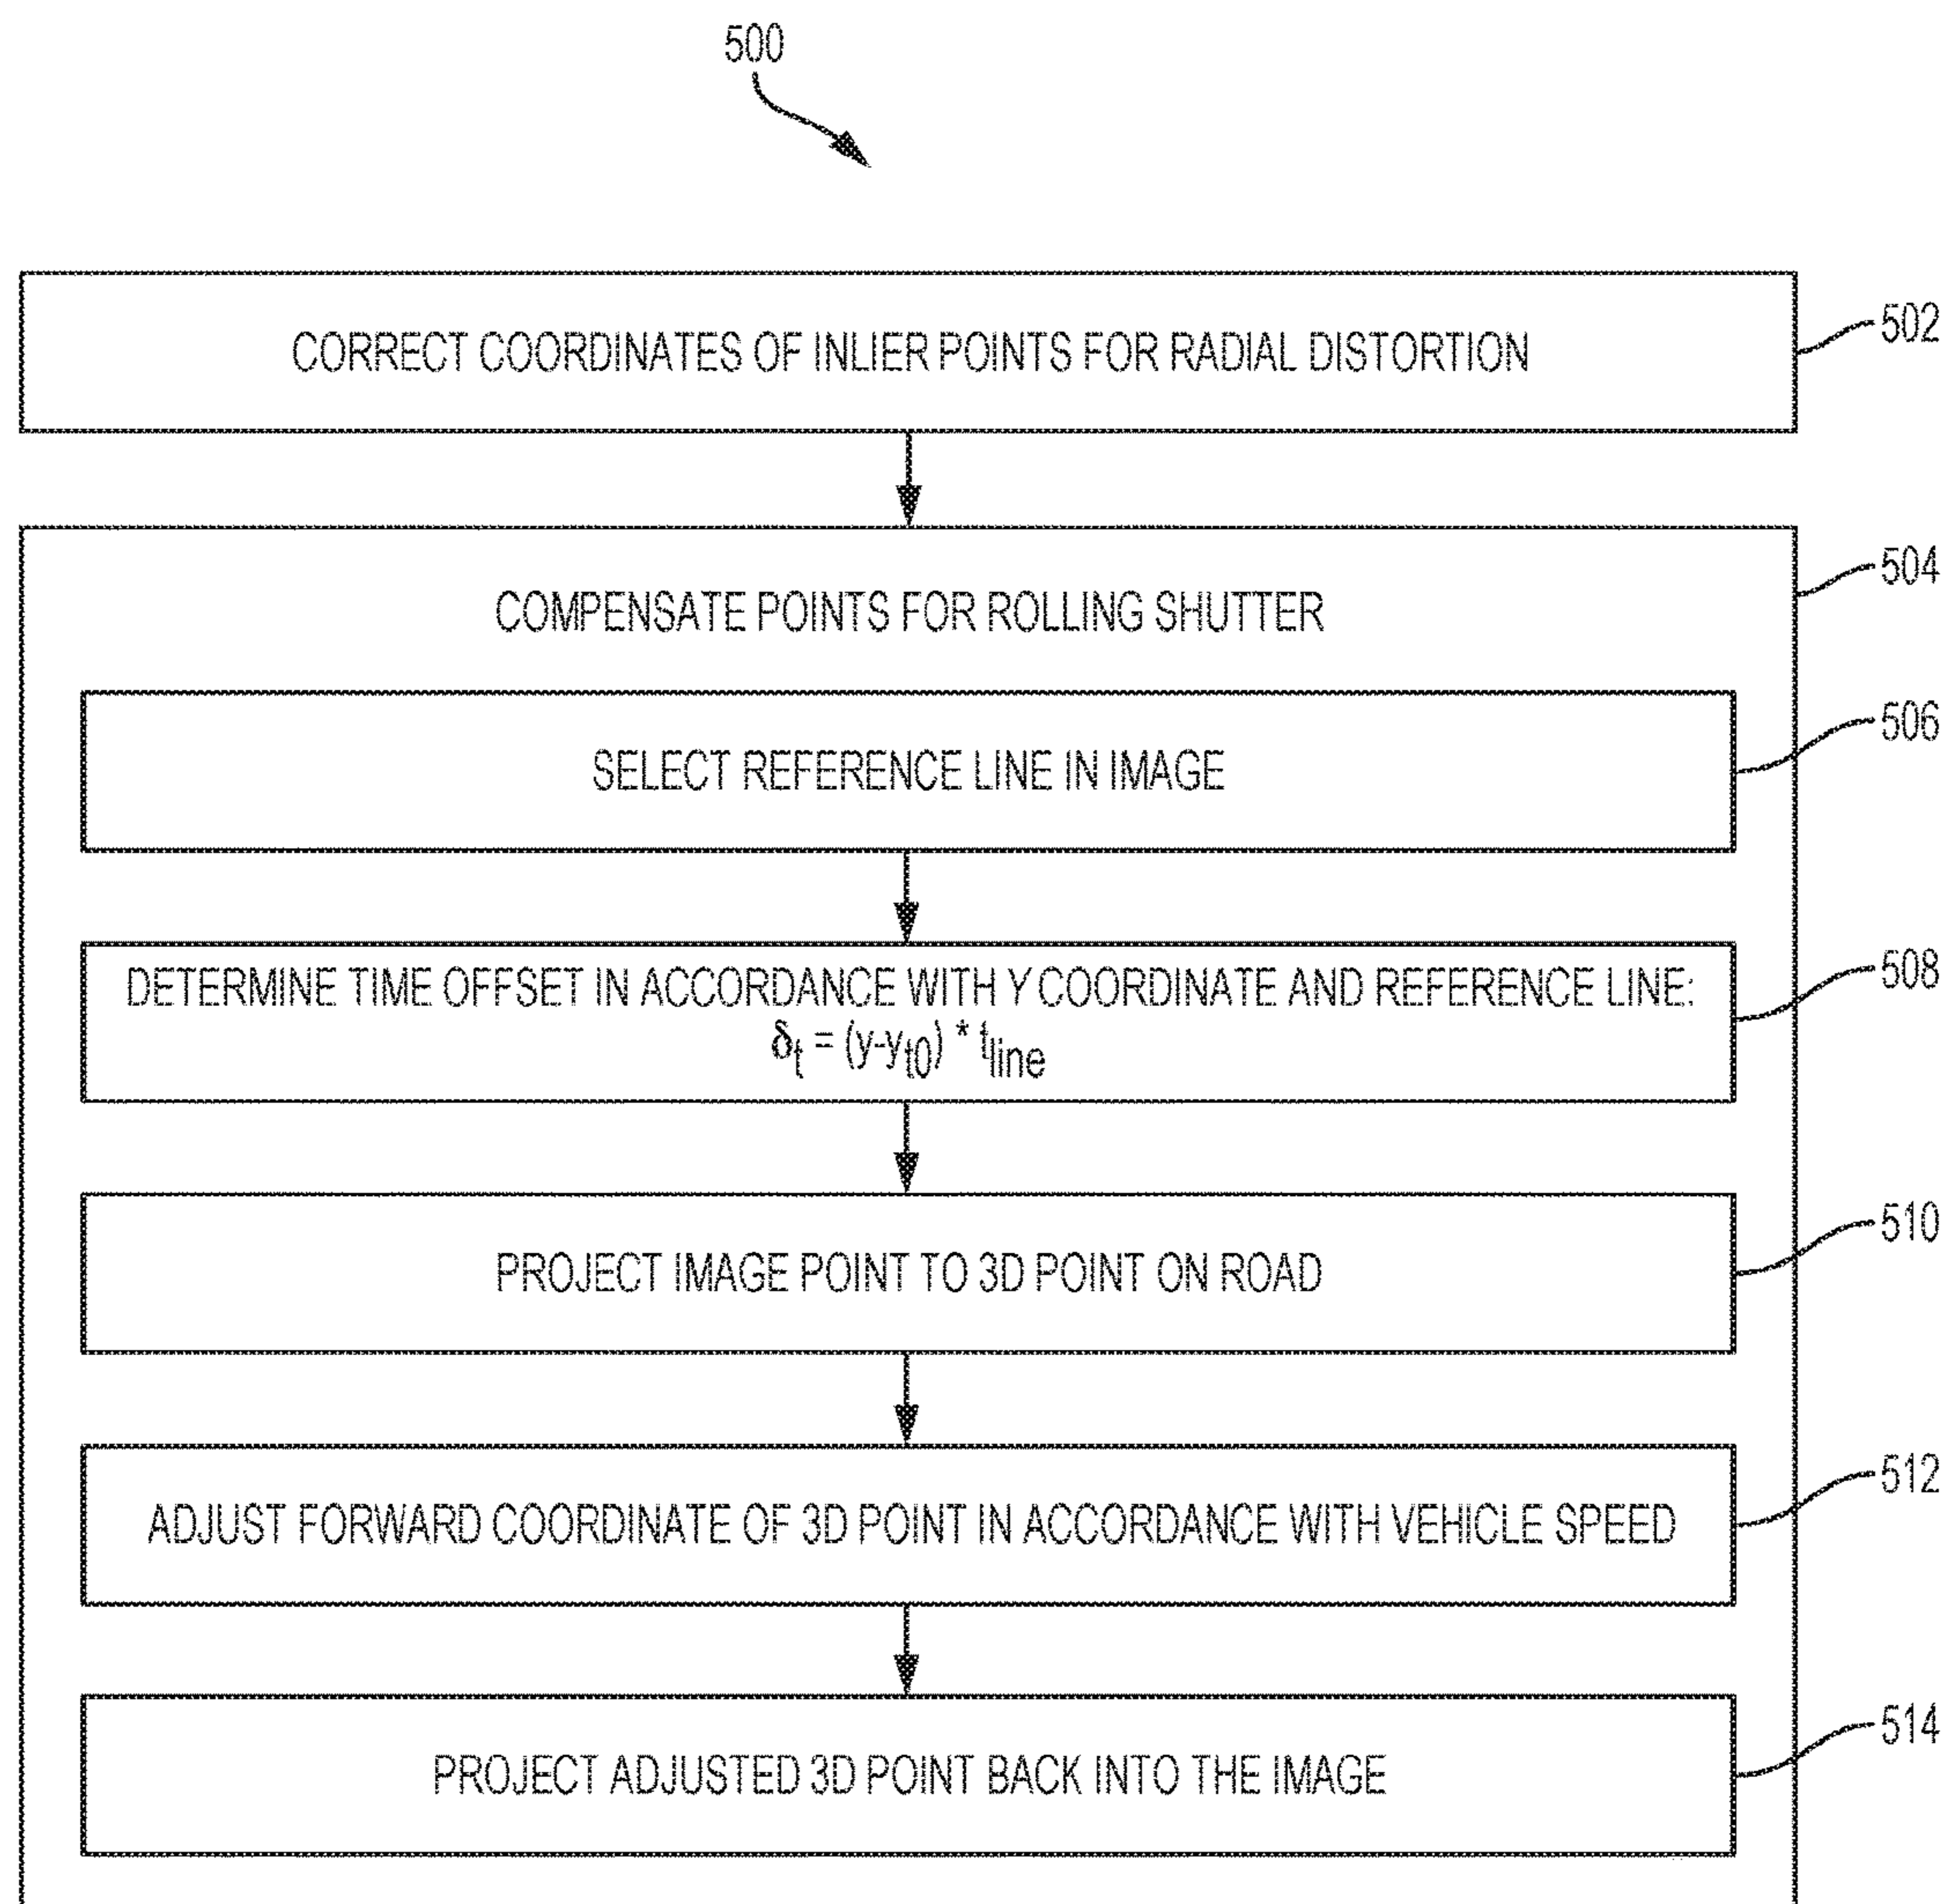 500
CORRECT COORDINATES OF INLIER POINTS FOR RADIAL DISTORTION
502
504
COMPENSATE POINTS FOR ROLLING SHUTTER
506
SELECT REFERENCE LINE IN IMAGE
508
DETERMINE TIME OFFSET IN ACCORDANCE WITH Y COORDINATE AND REFERENCE LINE:
δt = (y-yt0) * tline
510
PROJECT IMAGE POINT TO 3D POINT ON ROAD
512
ADJUST FORWARD COORDINATE OF 3D POINT IN ACCORDANCE WITH VEHICLE SPEED
514
PROJECT ADJUSTED 3D POINT BACK INTO THE IMAGE